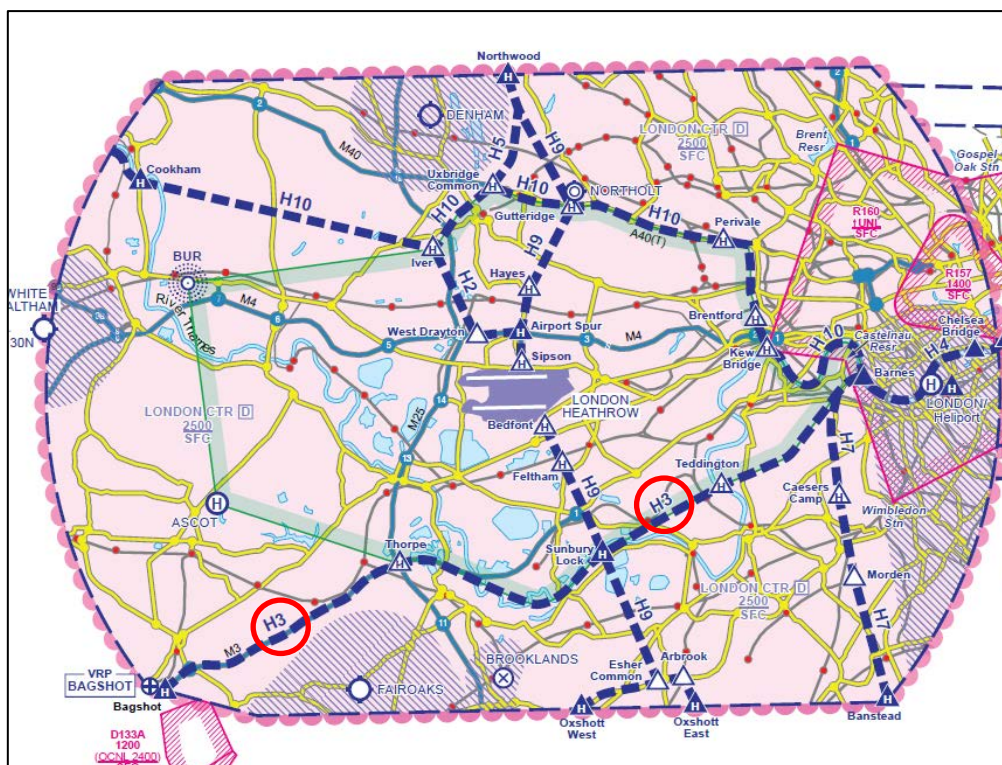 Northwood
DENHAM
LONDON CTR D
2500
SFC
Brent
Resr
Gospel
Oak Stn
M40
H5
H9
Cookham
Uxbridge
Common
H10
NORTHOLT
R160
↑UNL
SFC
H10
H10
Gutteridge
H10
Perivale
A40(T)
Iver
H9
BUR
R157
1400
SFC
H2
Hayes
WHITE
WALTHAM
30N
River Thames
M4
Brentford
Chelsea
Bridge
West Drayton
Airport Spur
M4
Castelnau
Resr
H10
H4
Kew
Bridge
Sipson
Barnes
LONDON
HEATHROW
LONDON/
Heliport
LONDON CTR D
2500
SFC
M25
Bedfont
H7
Feltham
Teddington
H9
Caesers
Camp
H3
Wimbledon
Stn
ASCOT
Thorpe
Sunbury
Lock
LONDON CTR D
2500
SFC
Morden
H3
M3
H9
H7
BROOKLANDS
Esher
Common
Arbrook
VRP
BAGSHOT
FAIROAKS
Bagshot
Oxshott
West
Oxshott
East
Banstead
D133A
1200
(OCNL 2400)